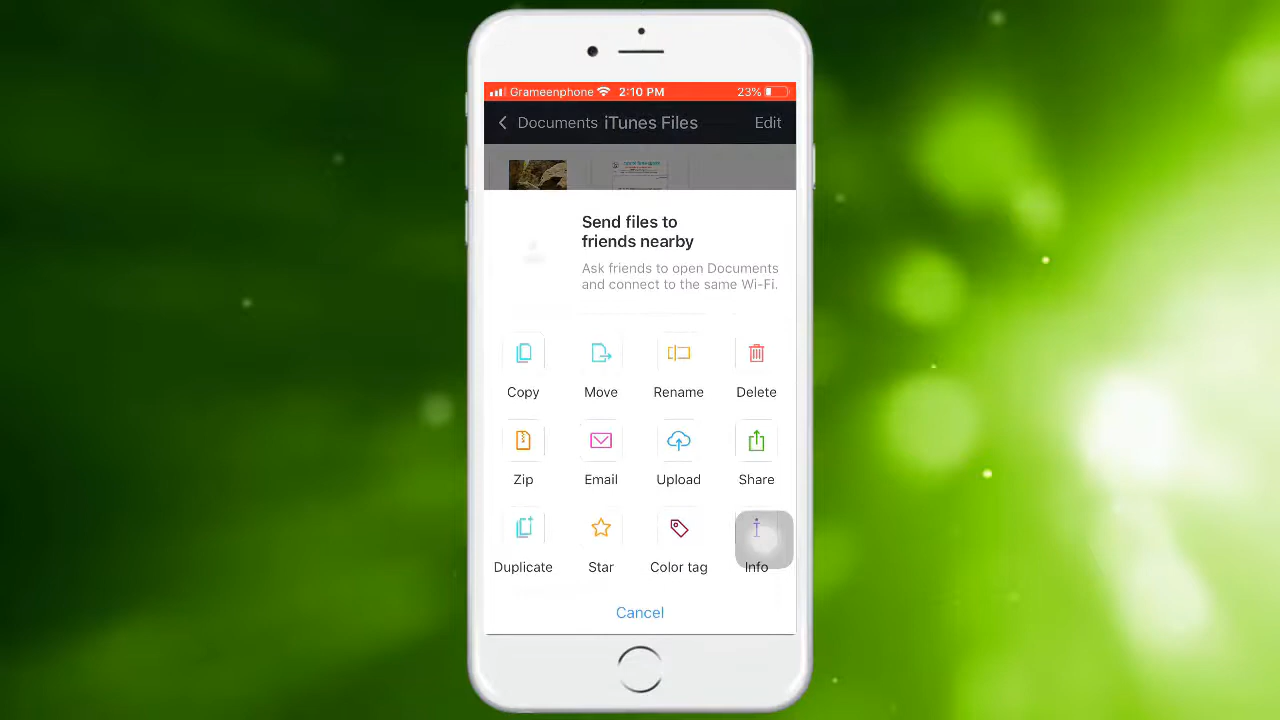 Grameenphone 2:10 PM 23%
Documents iTunes Files Edit
Send files to
friends nearby
Ask friends to open Documents
and connect to the same Wi-Fi.
Copy Move Rename Delete
Zip Email Upload Share
Duplicate Star Color tag Info
Cancel